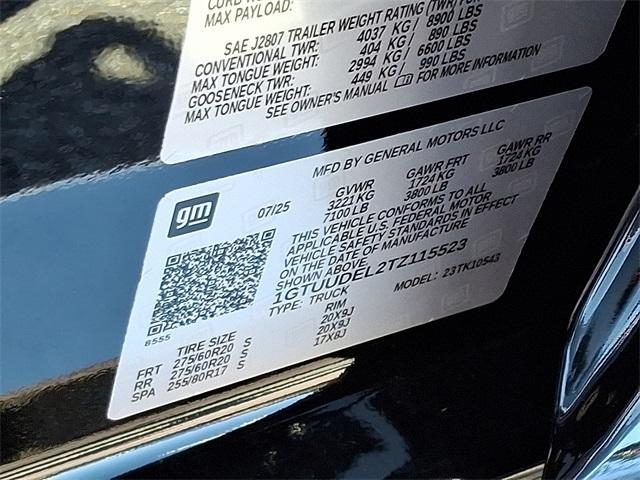 MAX PAYLOAD:
SAE J2807 TRAILER WEIGHT RATING (TWR)
CONVENTIONAL TWR: 4037 KG / 8900 LBS
MAX TONGUE WEIGHT: 404 KG / 890 LBS
GOOSENECK TWR: 2994 KG / 6600 LBS
MAX TONGUE WEIGHT: 449 KG / 990 LBS
SEE OWNER'S MANUAL FOR MORE INFORMATION
gm
MFD BY GENERAL MOTORS LLC
07/25
GVWR GAWR FRT GAWR RR
3221 KG 1724 KG 1724 KG
7100 LB 3800 LB 3800 LB
THIS VEHICLE CONFORMS TO ALL
APPLICABLE U.S. FEDERAL MOTOR
VEHICLE SAFETY STANDARDS IN EFFECT
ON THE DATE OF MANUFACTURE
SHOWN ABOVE.
1GTUUDEL2TZ115523
TYPE: TRUCK MODEL: 23TK10543
8555
TIRE SIZE RIM
FRT 275/60R20 S 20X9J
RR 275/60R20 S 20X9J
SPA 255/80R17 S 17X8J